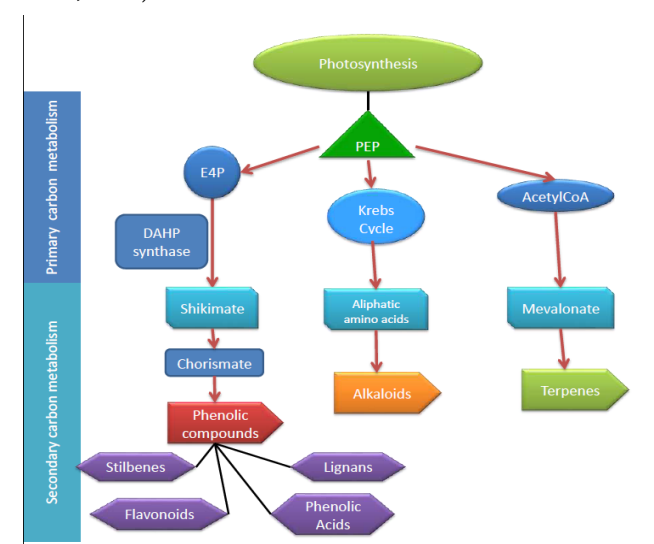 Photosynthesis
Primary carbon metabolism
PEP
E4P
AcetylCoA
Krebs
Cycle
DAHP
synthase
Secondary carbon metabolism
Shikimate
Aliphatic
amino acids
Mevalonate
Chorismate
Alkaloids
Terpenes
Phenolic
compounds
Stilbenes
Lignans
Flavonoids
Phenolic
Acids